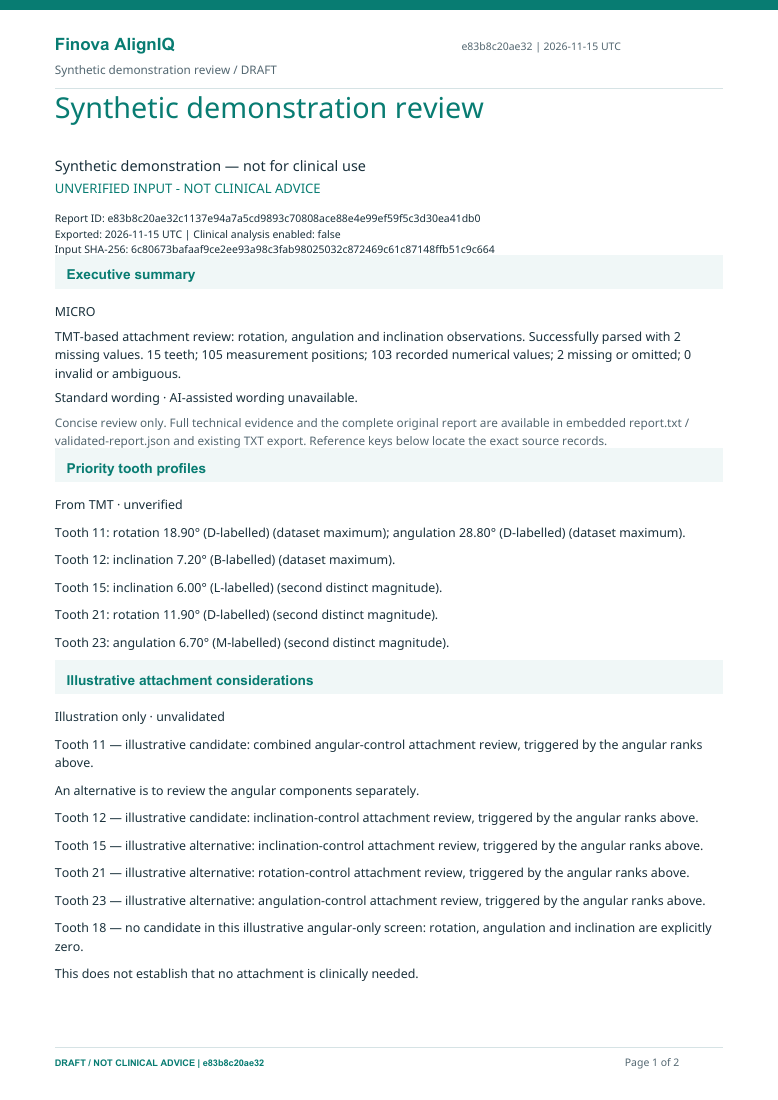 Finova AlignIQ
e83b8c20ae32 | 2026-11-15 UTC
Synthetic demonstration review / DRAFT
Synthetic demonstration review
Synthetic demonstration — not for clinical use
UNVERIFIED INPUT - NOT CLINICAL ADVICE
Report ID: e83b8c20ae32c1137e94a7a5cd9893c70808ace88e4e99ef59f5c3d30ea41db0
Exported: 2026-11-15 UTC | Clinical analysis enabled: false
Input SHA-256: 6c80673bafaaf9ce2ee93a98c3fab98025032c872469c61c87148ffb51c9c664
Executive summary
MICRO
TMT-based attachment review: rotation, angulation and inclination observations. Successfully parsed with 2
missing values. 15 teeth; 105 measurement positions; 103 recorded numerical values; 2 missing or omitted; 0
invalid or ambiguous.
Standard wording · AI-assisted wording unavailable.
Concise review only. Full technical evidence and the complete original report are available in embedded report.txt /
validated-report.json and existing TXT export. Reference keys below locate the exact source records.
Priority tooth profiles
From TMT · unverified
Tooth 11: rotation 18.90° (D-labelled) (dataset maximum); angulation 28.80° (D-labelled) (dataset maximum).
Tooth 12: inclination 7.20° (B-labelled) (dataset maximum).
Tooth 15: inclination 6.00° (L-labelled) (second distinct magnitude).
Tooth 21: rotation 11.90° (D-labelled) (second distinct magnitude).
Tooth 23: angulation 6.70° (M-labelled) (second distinct magnitude).
Illustrative attachment considerations
Illustration only · unvalidated
Tooth 11 — illustrative candidate: combined angular-control attachment review, triggered by the angular ranks
above.
An alternative is to review the angular components separately.
Tooth 12 — illustrative candidate: inclination-control attachment review, triggered by the angular ranks above.
Tooth 15 — illustrative alternative: inclination-control attachment review, triggered by the angular ranks above.
Tooth 21 — illustrative alternative: rotation-control attachment review, triggered by the angular ranks above.
Tooth 23 — illustrative alternative: angulation-control attachment review, triggered by the angular ranks above.
Tooth 18 — no candidate in this illustrative angular-only screen: rotation, angulation and inclination are explicitly
zero.
This does not establish that no attachment is clinically needed.
DRAFT / NOT CLINICAL ADVICE | e83b8c20ae32
Page 1 of 2